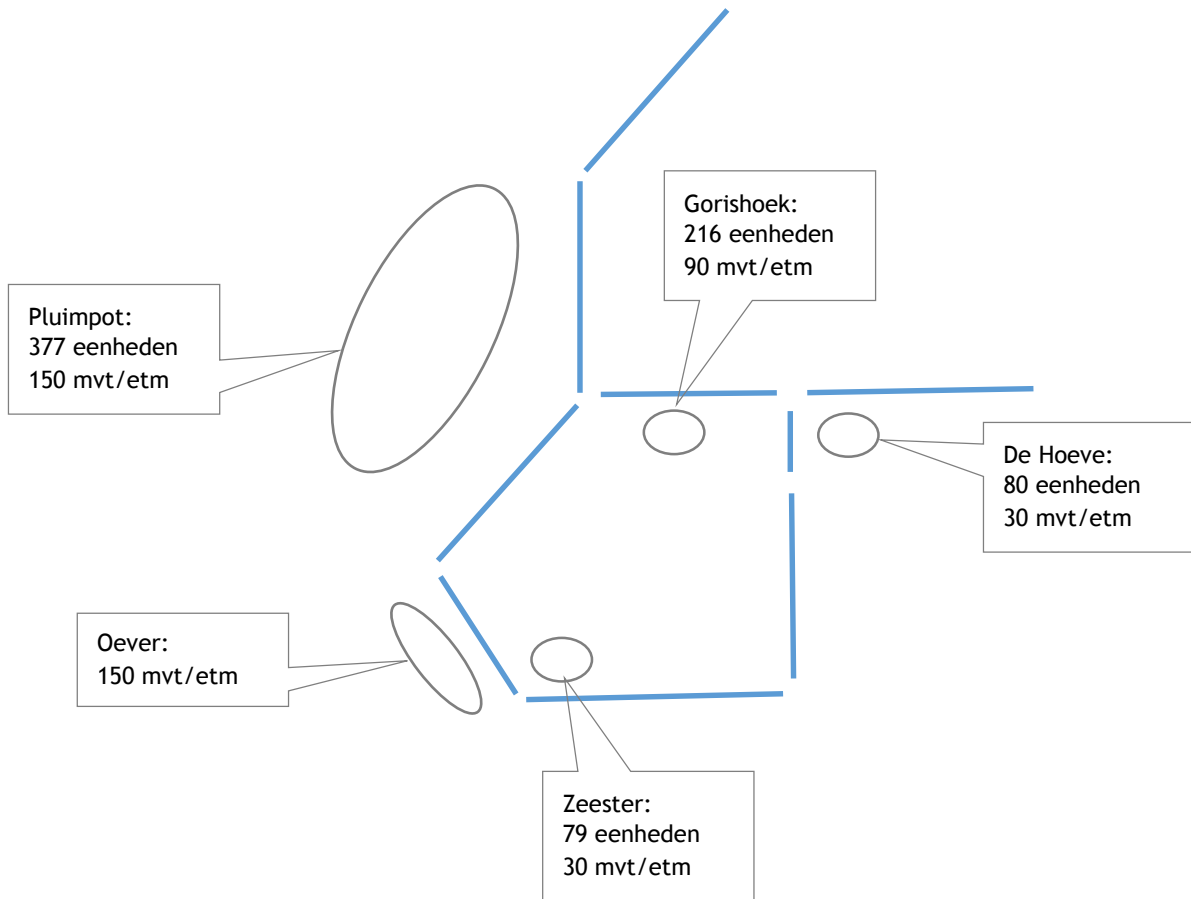 Gorishoek:
216 eenheden
90 mvt/etm
Pluimpot:
377 eenheden
150 mvt/etm
De Hoeve:
80 eenheden
30 mvt/etm
Oever:
150 mvt/etm
Zeester:
79 eenheden
30 mvt/etm